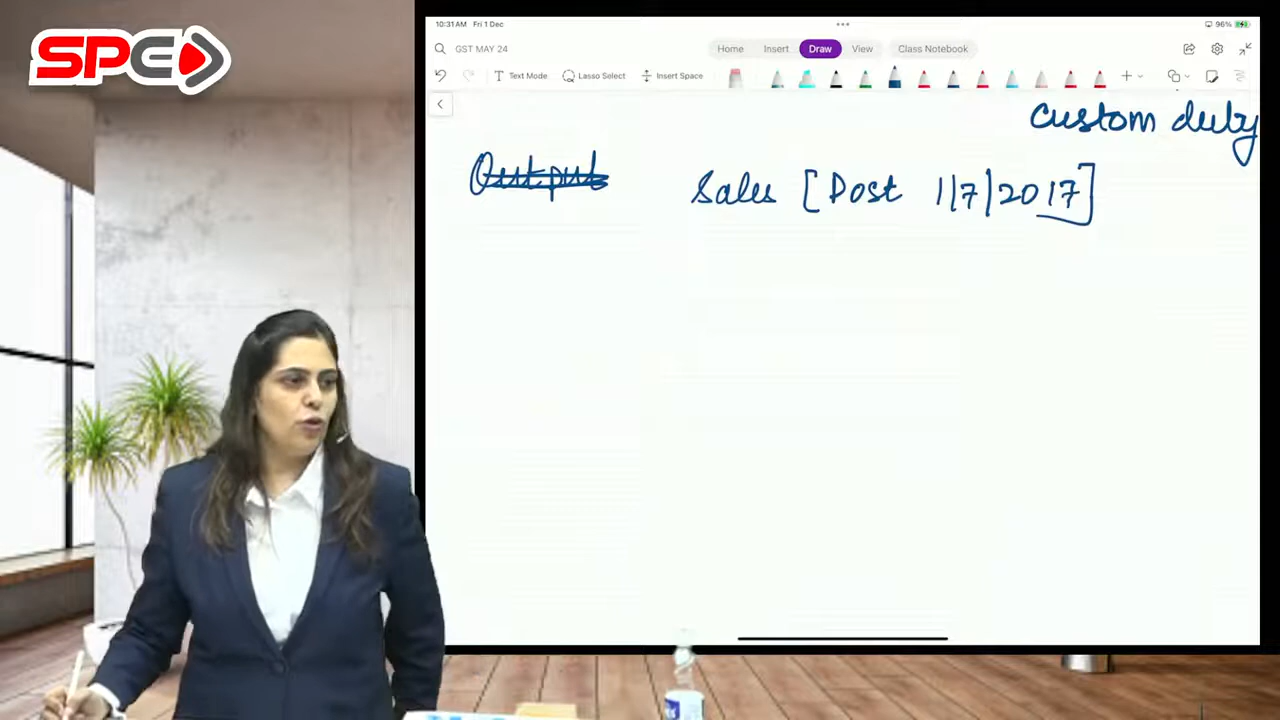 SPED
10:31 AM Fri 1 Dec
96%
GST MAY 24
Home Insert Draw View Class Notebook
Text Mode Lasso Select Insert Space
Custom duty
Output
Sales [Post 1/7/2017]